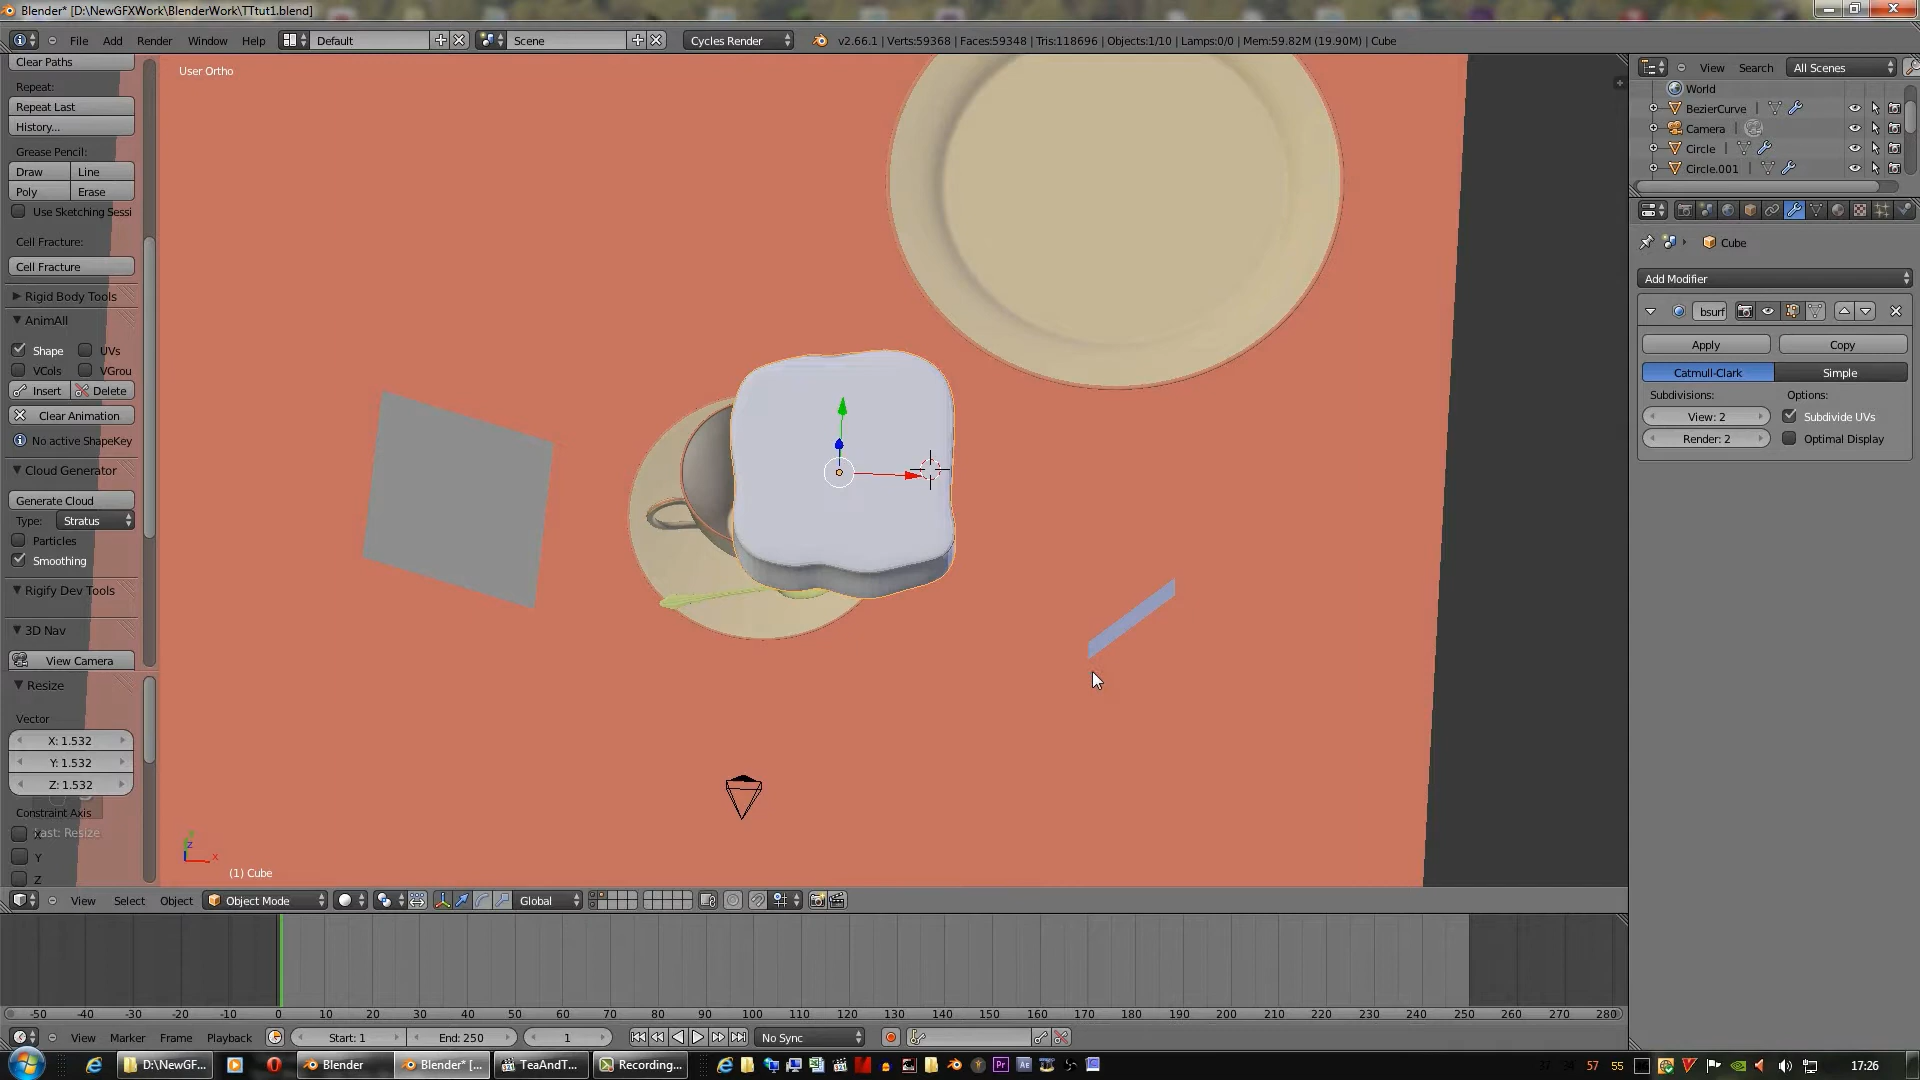 Blender* [D:\NewGFXWork\BlenderWork\TTtut1.blend]
File Add Render Window Help Default Scene Cycles Render v2.66.1 | Verts:59368 | Faces:59348 | Tris:118696 | Objects:1/10 | Lamps:0/0 | Mem:59.82M (19.90M) | Cube
Clear Paths
Repeat:
Repeat Last
History...
Grease Pencil:
Draw Line
Poly Erase
Use Sketching Sessi
Cell Fracture:
Cell Fracture
Rigid Body Tools
AnimAll
Shape UVs
VCols VGrou
Insert Delete
Clear Animation
No active ShapeKey
Cloud Generator
Generate Cloud
Type: Stratus
Particles
Smoothing
Rigify Dev Tools
3D Nav
View Camera
Resize
Vector
X: 1.532
Y: 1.532
Z: 1.532
Constraint Axis
X
Last: Resize
Y
Z
User Ortho
(1) Cube
View Search All Scenes
World
BezierCurve
Camera
Circle
Circle.001
Cube
Add Modifier
bsurf
Apply Copy
Catmull-Clark Simple
Subdivisions: Options:
View: 2 Subdivide UVs
Render: 2 Optimal Display
View Select Object Object Mode Global
-50 -40 -30 -20 -10 0 10 20 30 40 50 60 70 80 90 100 110 120 130 140 150 160 170 180 190 200 210 220 230 240 250 260 270 280
View Marker Frame Playback Start: 1 End: 250 1 No Sync
D:\NewGF... Blender Blender* [... TeaAndT... Recording... 57 55 17:26